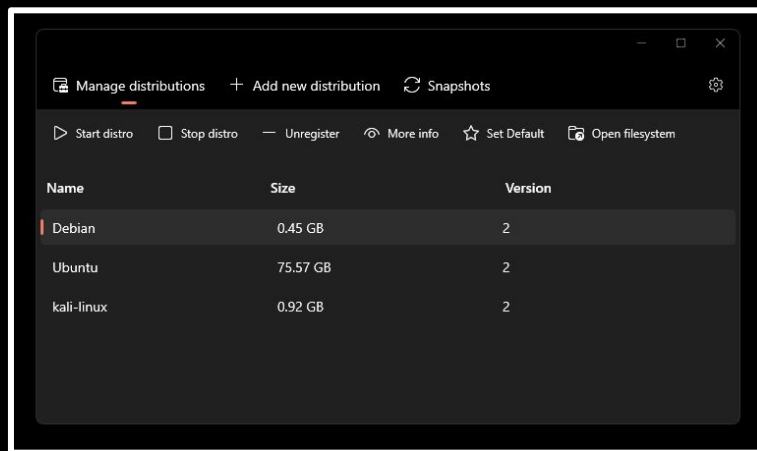 Manage distributions Add new distribution Snapshots
Start distro Stop distro Unregister More info Set Default Open filesystem
Name Size Version
Debian 0.45 GB 2
Ubuntu 75.57 GB 2
kali-linux 0.92 GB 2